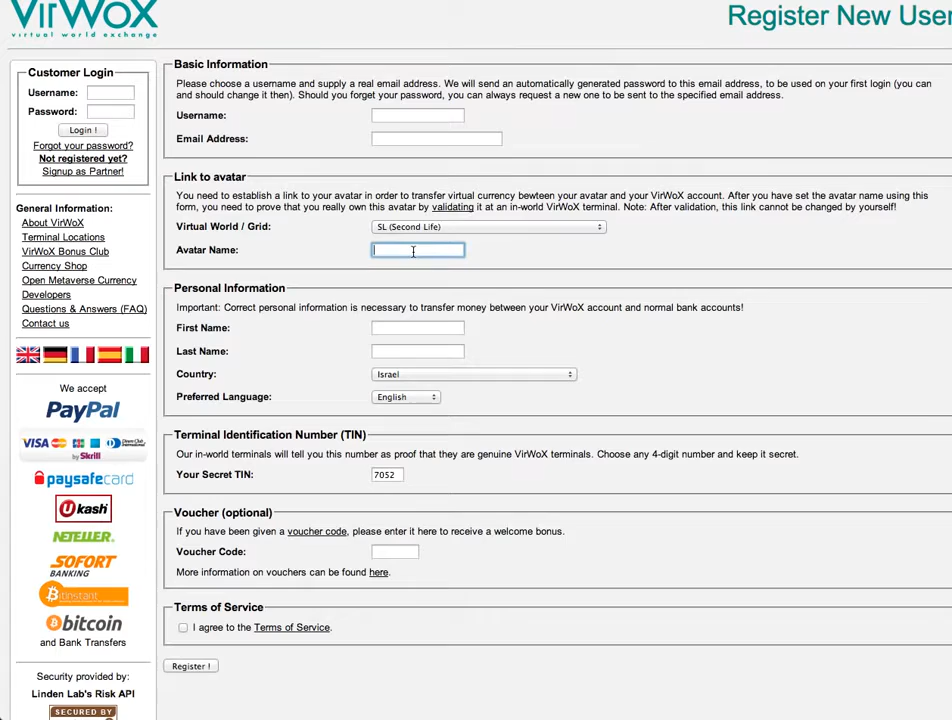 VirWoX
virtual world exchange
Register New User
Customer Login
Username:
Password:
Login !
Forgot your password?
Not registered yet?
Signup as Partner!
General Information:
About VirWoX
Terminal Locations
VirWoX Bonus Club
Currency Shop
Open Metaverse Currency
Developers
Questions & Answers (FAQ)
Contact us
We accept
PayPal
VISA
Diners Club International
by Skrill
paysafecard
Ukash
NETELLER.
SOFORT
BANKING
Bitinstant
bitcoin
and Bank Transfers
Security provided by:
Linden Lab's Risk API
SECURED BY
Basic Information
Please choose a username and supply a real email address. We will send an automatically generated password to this email address, to be used on your first login (you can
and should change it then). Should you forget your password, you can always request a new one to be sent to the specified email address.
Username:
Email Address:
Link to avatar
You need to establish a link to your avatar in order to transfer virtual currency bewteen your avatar and your VirWoX account. After you have set the avatar name using this
form, you need to prove that you really own this avatar by validating it at an in-world VirWoX terminal. Note: After validation, this link cannot be changed by yourself!
Virtual World / Grid:
SL (Second Life)
Avatar Name:
Personal Information
Important: Correct personal information is necessary to transfer money between your VirWoX account and normal bank accounts!
First Name:
Last Name:
Country:
Israel
Preferred Language:
English
Terminal Identification Number (TIN)
Our in-world terminals will tell you this number as proof that they are genuine VirWoX terminals. Choose any 4-digit number and keep it secret.
Your Secret TIN:
7052
Voucher (optional)
If you have been given a voucher code, please enter it here to receive a welcome bonus.
Voucher Code:
More information on vouchers can be found here.
Terms of Service
I agree to the Terms of Service.
Register !